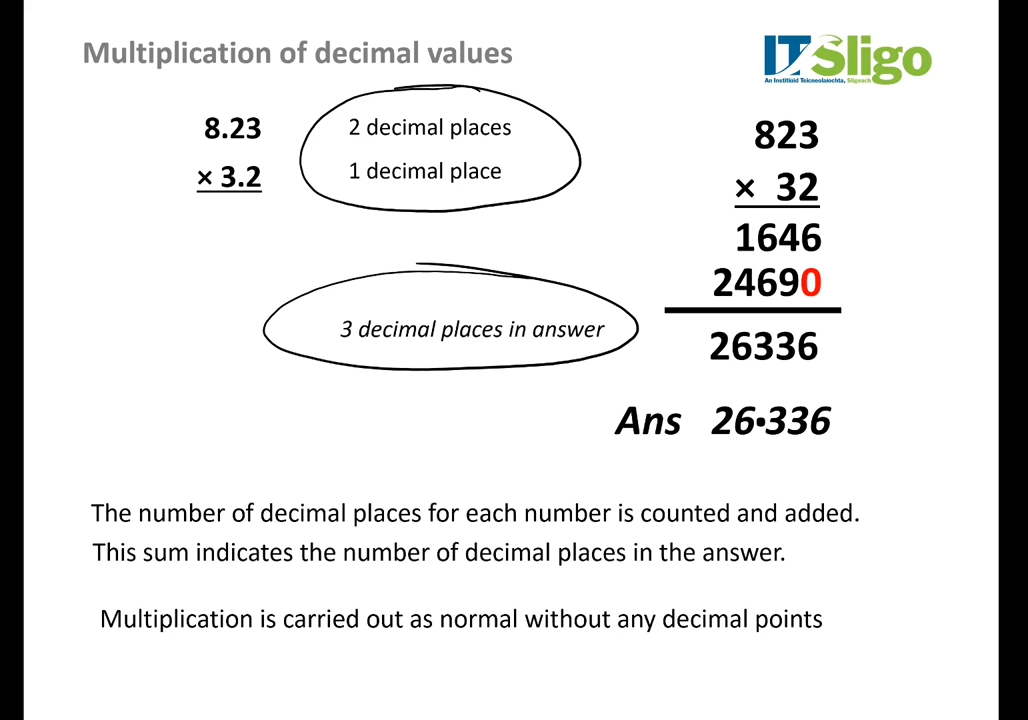 Multiplication of decimal values
ITSligo
An Institiúid Teicneolaíochta, Sligeach
8.23
× 3.2
2 decimal places
1 decimal place
3 decimal places in answer
823
× 32
1646
24690
26336
Ans 26·336
The number of decimal places for each number is counted and added.
This sum indicates the number of decimal places in the answer.
Multiplication is carried out as normal without any decimal points